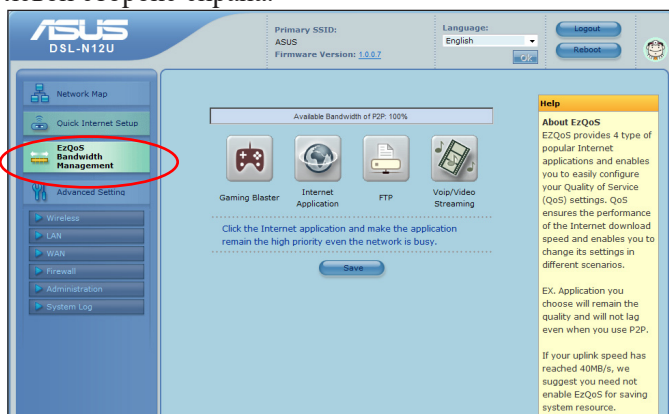 ASUS
DSL-N12U
Primary SSID:
ASUS
Firmware Version: 1.0.0.7
Language:
English
Logout
Reboot
Network Map
Quick Internet Setup
EzQoS
Bandwidth
Management
Advanced Setting
Wireless
LAN
WAN
Firewall
Administration
System Log
Available Bandwidth of P2P: 100%
Gaming Blaster
Internet
Application
FTP
Voip/Video
Streaming
Click the Internet application and make the application
remain the high priority even the network is busy.
Save
Help
About EzQoS
EZQoS provides 4 type of
popular Internet
applications and enables
you to easily configure
your Quality of Service
(QoS) settings. QoS
ensures the performance
of the Internet download
speed and enables you to
change its settings in
different scenarios.
EX. Application you
choose will remain the
quality and will not lag
even when you use P2P.
If your uplink speed has
reached 40MB/s, we
suggest you need not
enable EzQoS for saving
system resource.